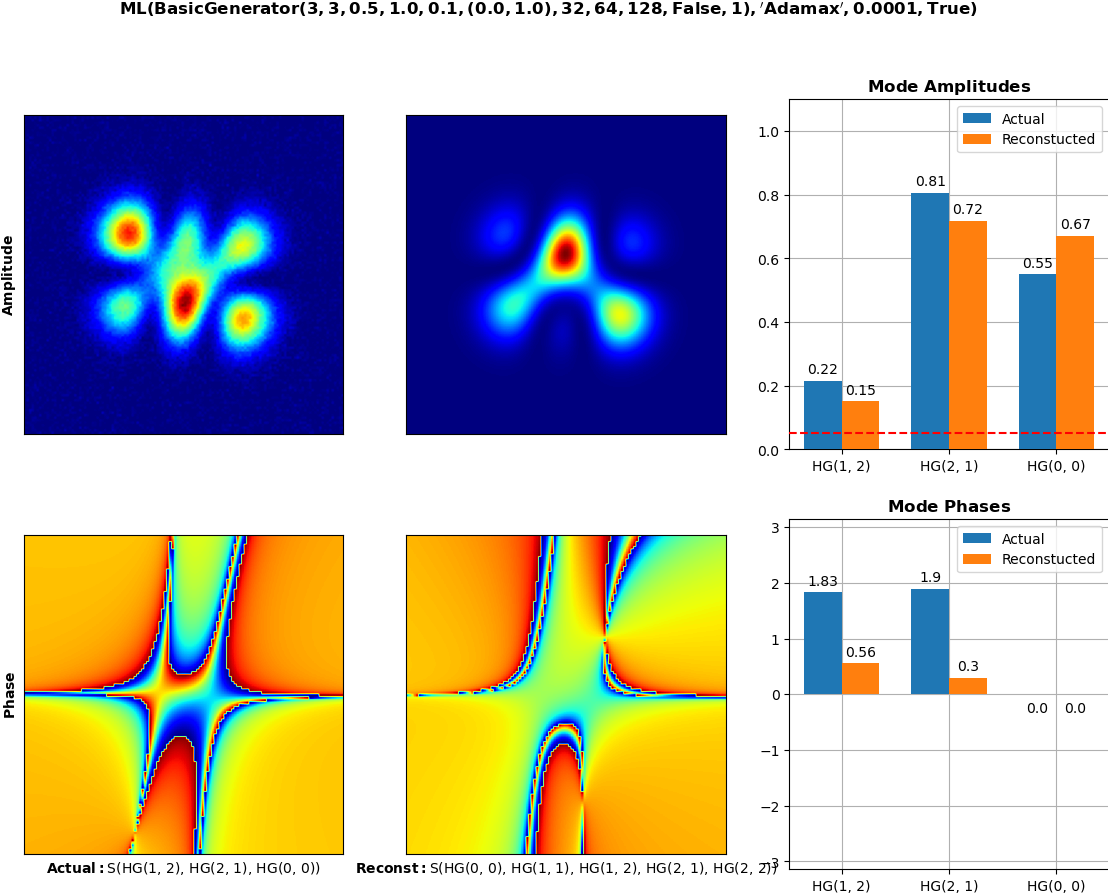 ML(BasicGenerator(3, 3, 0.5, 1.0, 0.1, (0.0, 1.0), 32, 64, 128, False, 1), ′Adamax′, 0.0001, True)
Amplitude
Mode Amplitudes
Actual
Reconstucted
1.0
0.8
0.6
0.4
0.2
0.0
0.22
0.15
0.81
0.72
0.55
0.67
HG(1, 2)
HG(2, 1)
HG(0, 0)
Phase
Actual: S(HG(1, 2), HG(2, 1), HG(0, 0))
Reconst: S(HG(0, 0), HG(1, 1), HG(1, 2), HG(2, 1), HG(2, 2))
Mode Phases
Actual
Reconstucted
3
2
1
0
−1
−2
−3
1.83
0.56
1.9
0.3
0.0
0.0
HG(1, 2)
HG(2, 1)
HG(0, 0)